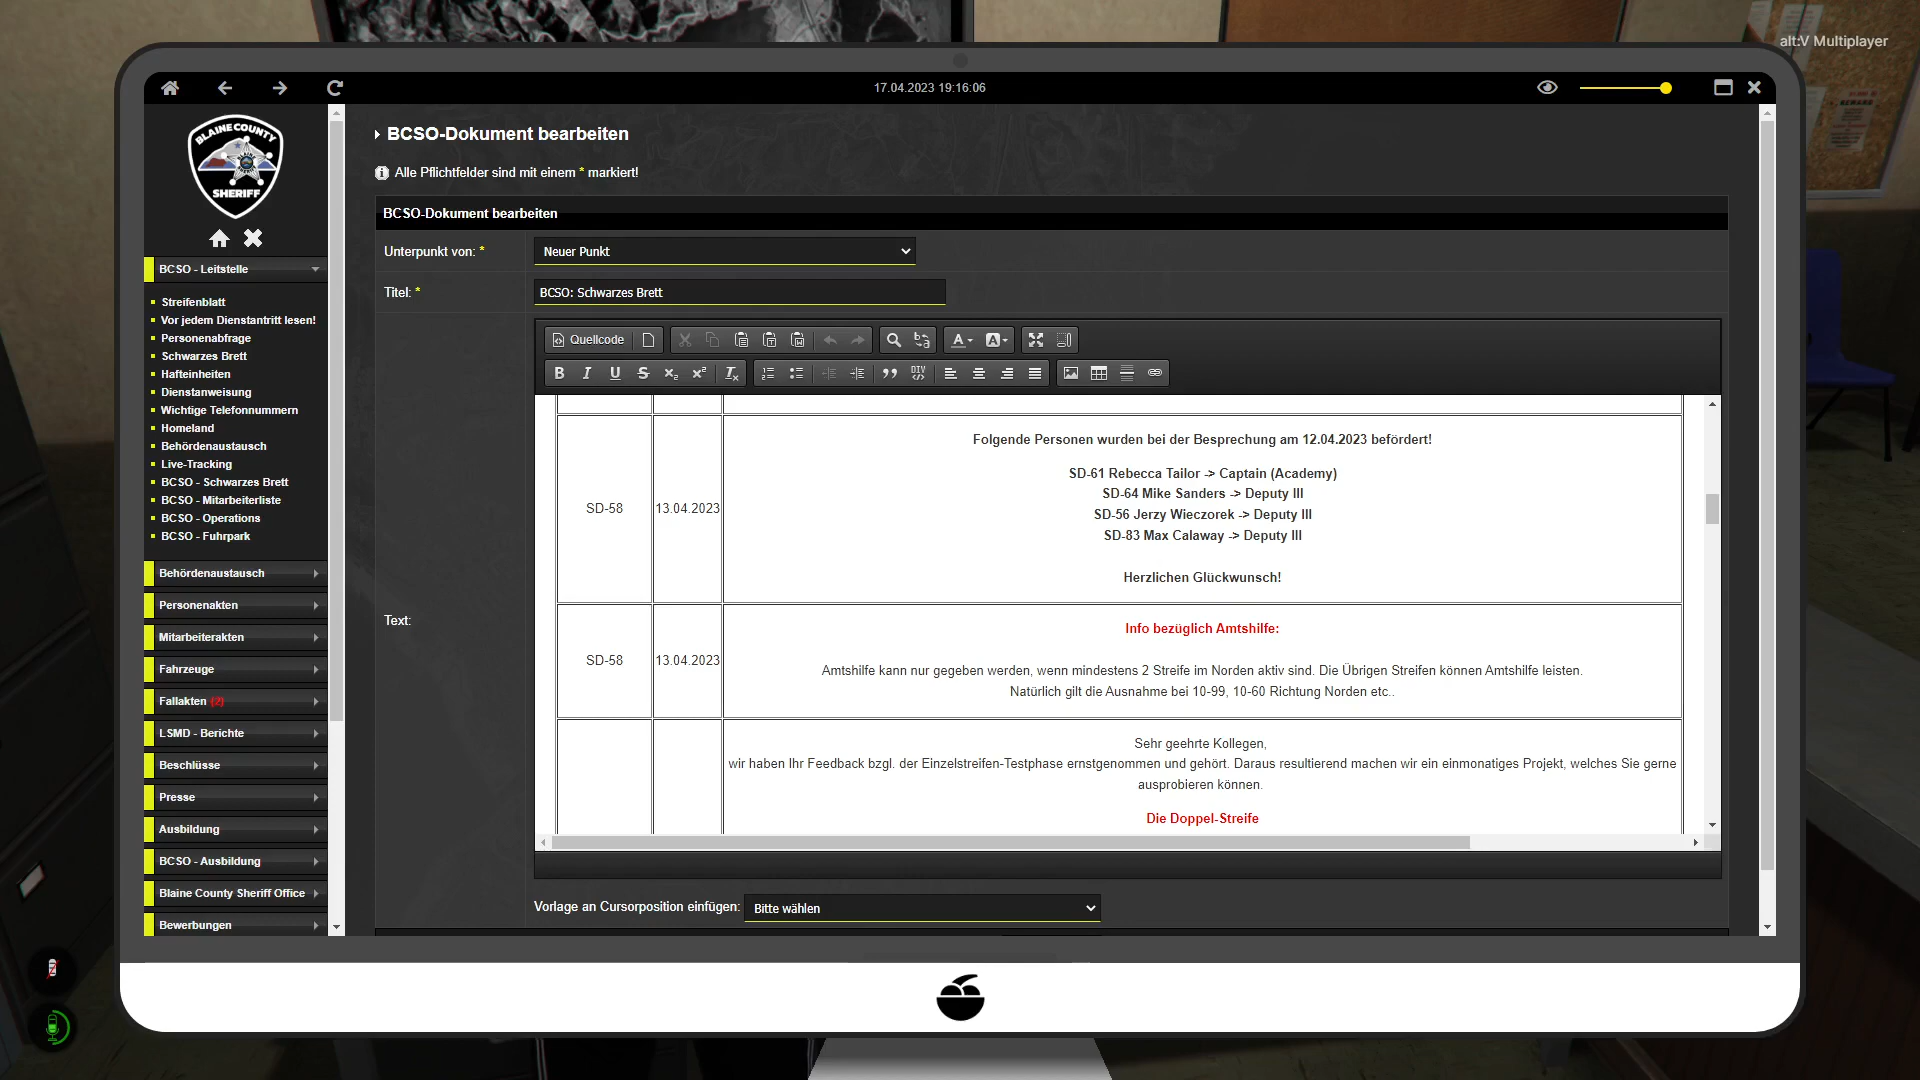 alt:V Multiplayer
17.04.2023 19:16:06
BLAINE COUNTY
SHERIFF
BCSO - Leitstelle
Streifenblatt
Vor jedem Dienstantritt lesen!
Personenabfrage
Schwarzes Brett
Hafteinheiten
Dienstanweisung
Wichtige Telefonnummern
Homeland
Behördenaustausch
Live-Tracking
BCSO - Schwarzes Brett
BCSO - Mitarbeiterliste
BCSO - Operations
BCSO - Fuhrpark
Behördenaustausch
Personenakten
Mitarbeiterakten
Fahrzeuge
Fallakten (2)
LSMD - Berichte
Beschlüsse
Presse
Ausbildung
BCSO - Ausbildung
Blaine County Sheriff Office
Bewerbungen
BCSO-Dokument bearbeiten
Alle Pflichtfelder sind mit einem * markiert!
BCSO-Dokument bearbeiten
Unterpunkt von: * Neuer Punkt
Titel: * BCSO: Schwarzes Brett
Text:
Quellcode
Folgende Personen wurden bei der Besprechung am 12.04.2023 befördert!
SD-61 Rebecca Tailor -> Captain (Academy)
SD-64 Mike Sanders -> Deputy III
SD-58 13.04.2023
SD-56 Jerzy Wieczorek -> Deputy III
SD-83 Max Calaway -> Deputy III
Herzlichen Glückwunsch!
Info bezüglich Amtshilfe:
SD-58 13.04.2023
Amtshilfe kann nur gegeben werden, wenn mindestens 2 Streife im Norden aktiv sind. Die Übrigen Streifen können Amtshilfe leisten.
Natürlich gilt die Ausnahme bei 10-99, 10-60 Richtung Norden etc..
Sehr geehrte Kollegen,
wir haben Ihr Feedback bzgl. der Einzelstreifen-Testphase ernstgenommen und gehört. Daraus resultierend machen wir ein einmonatiges Projekt, welches Sie gerne
ausprobieren können.
Die Doppel-Streife
Vorlage an Cursorposition einfügen: Bitte wählen